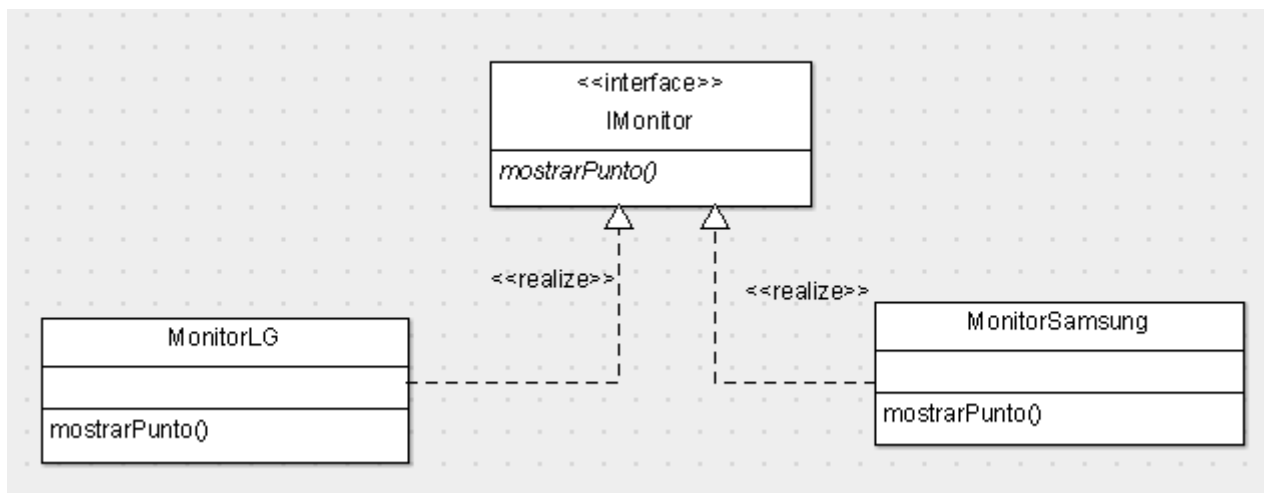 <<interface>>
IMonitor
mostrarPunto()
<<realize>>
<<realize>>
MonitorLG
mostrarPunto()
MonitorSamsung
mostrarPunto()